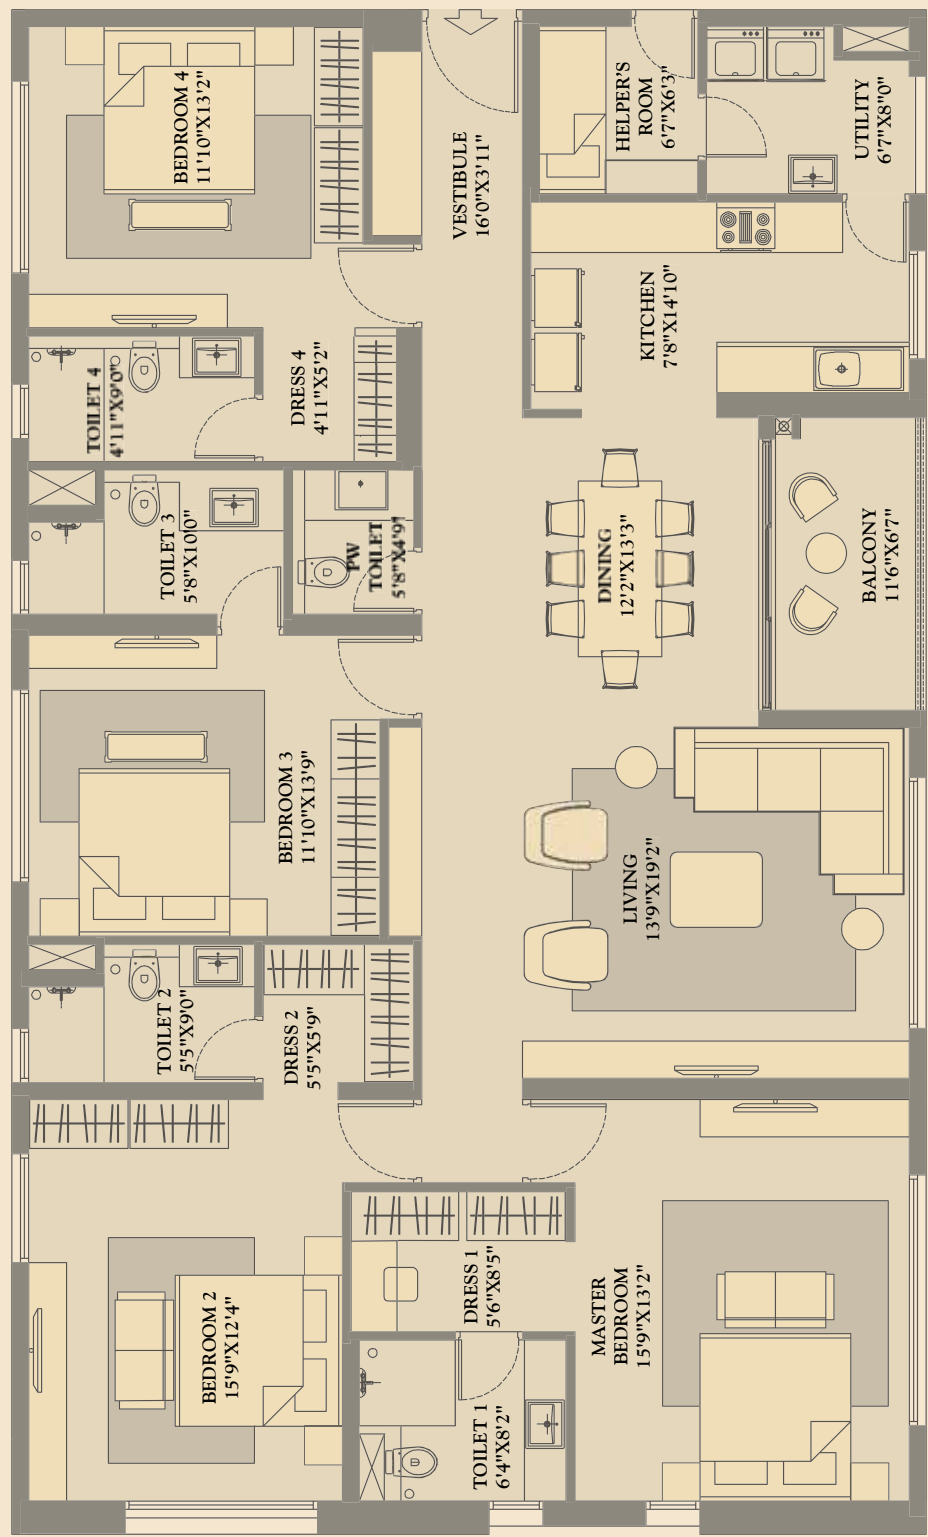 BEDROOM 4
11'10"X13'2"
VESTIBULE
16'0"X3'11"
HELPER'S
ROOM
6'7"X6'3"
UTILITY
6'7"X8"0"
KITCHEN
7'8"X14'10"
TOILET 4
4'11"X9'0"
DRESS 4
4'11"X5'2"
TOILET 3
5'8"X10'0"
PW
TOILET
5'8"X4'9"
DINING
12'2"X13'3"
BALCONY
11'6"X6'7"
BEDROOM 3
11'10"X13'9"
LIVING
13'9"X19'2"
TOILET 2
5'5"X9'0"
DRESS 2
5'5"X5'9"
BEDROOM 2
15'9"X12'4"
DRESS 1
5'6"X8'5"
TOILET 1
6'4"X8'2"
MASTER
BEDROOM
15'9"X13'2"